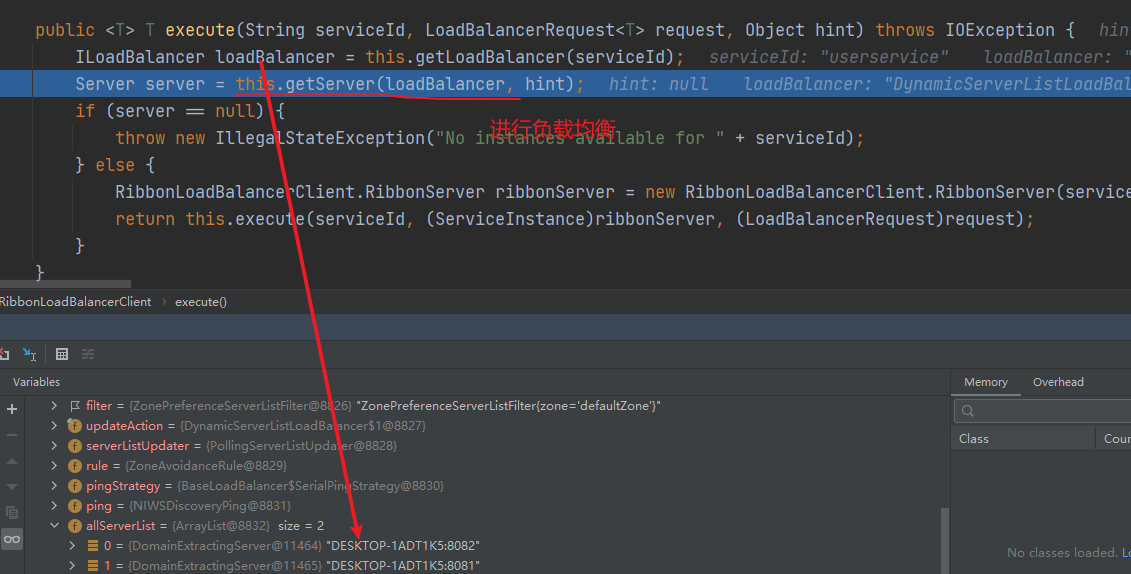 public <T> T execute(String serviceId, LoadBalancerRequest<T> request, Object hint) throws IOException { hin
ILoadBalancer loadBalancer = this.getLoadBalancer(serviceId); serviceId: "userservice" loadBalancer: "
Server server = this.getServer(loadBalancer, hint); hint: null loadBalancer: "DynamicServerListLoadBal
if (server == null) {
进行负载均衡
throw new IllegalStateException("No instances available for " + serviceId);
} else {
RibbonLoadBalancerClient.RibbonServer ribbonServer = new RibbonLoadBalancerClient.RibbonServer(service
return this.execute(serviceId, (ServiceInstance)ribbonServer, (LoadBalancerRequest)request);
}
}
RibbonLoadBalancerClient › execute()
Variables
Memory Overhead
filter = {ZonePreferenceServerListFilter@8826} "ZonePreferenceServerListFilter{zone='defaultZone'}"
updateAction = {DynamicServerListLoadBalancer$1@8827}
serverListUpdater = {PollingServerListUpdater@8828}
Class Cour
rule = {ZoneAvoidanceRule@8829}
pingStrategy = {BaseLoadBalancer$SerialPingStrategy@8830}
ping = {NIWSDiscoveryPing@8831}
allServerList = {ArrayList@8832} size = 2
0 = {DomainExtractingServer@11464} "DESKTOP-1ADT1K5:8082"
No classes loaded. Lo
1 = {DomainExtractingServer@11465} "DESKTOP-1ADT1K5:8081"